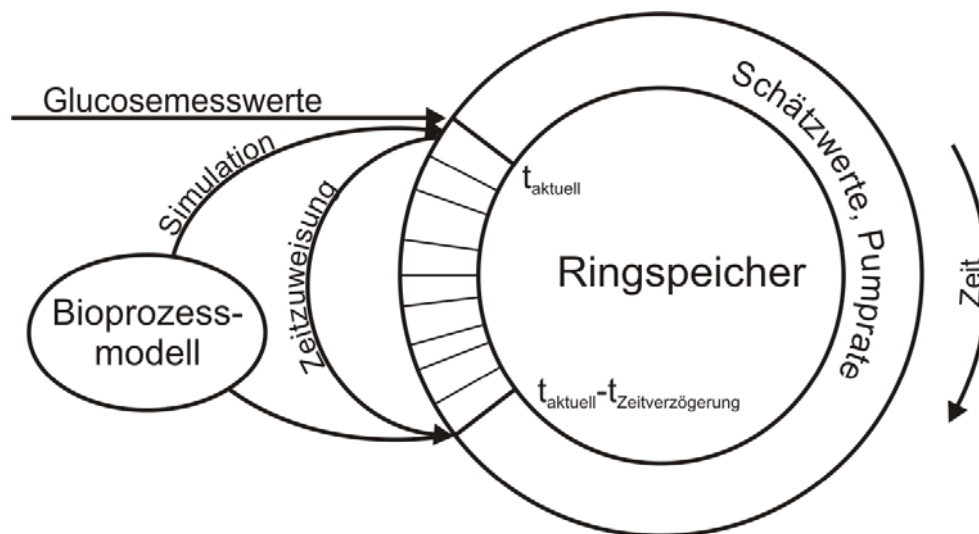 Glucosemesswerte
Simulation
Zeitzuweisung
Bioprozess-
modell
t_aktuell
Ringspeicher
t_aktuell-t_Zeitverzögerung
Schätzwerte, Pumprate
Zeit